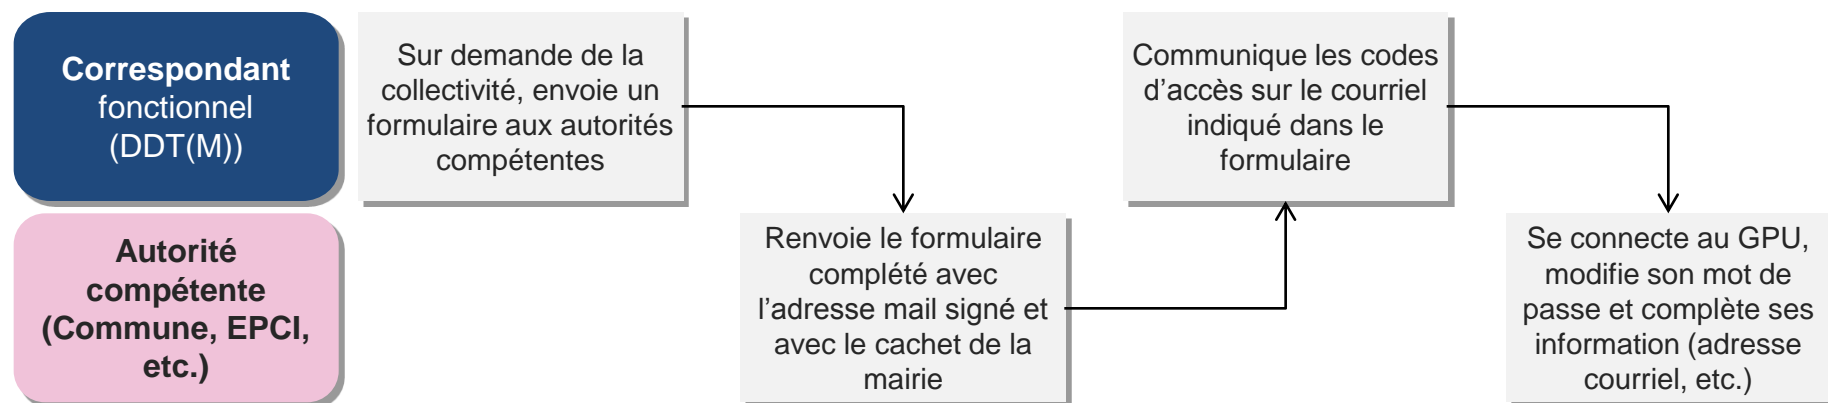 Correspondant
fonctionnel
(DDT(M))
Sur demande de la
collectivité, envoie un
formulaire aux autorités
compétentes
Communique les codes
d’accès sur le courriel
indiqué dans le
formulaire
Autorité
compétente
(Commune, EPCI,
etc.)
Renvoie le formulaire
complété avec
l’adresse mail signé et
avec le cachet de la
mairie
Se connecte au GPU,
modifie son mot de
passe et complète ses
information (adresse
courriel, etc.)